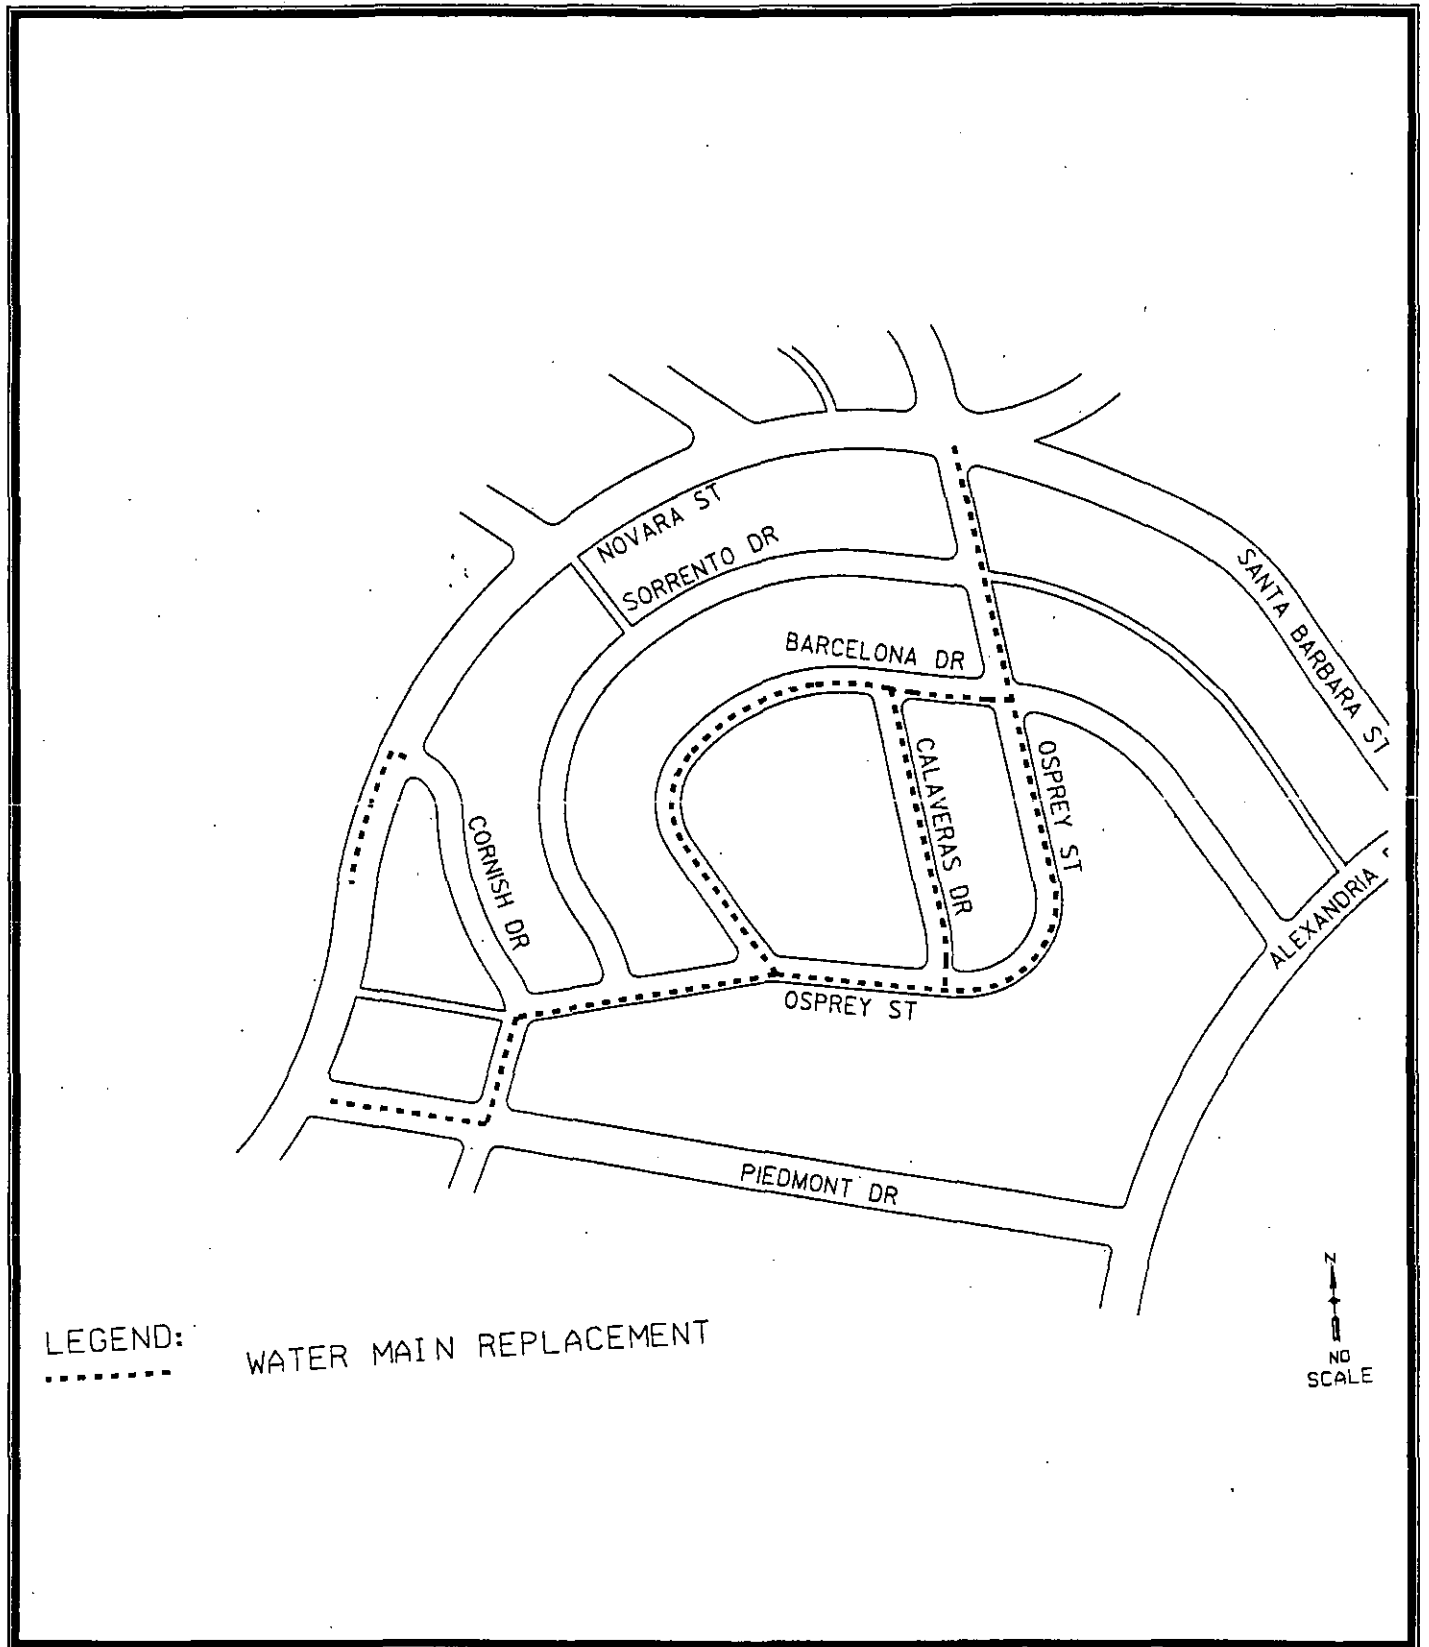 NOVARA ST
SORRENTO DR
SANTA BARBARA ST
BARCELONA DR
CALAVERAS DR
OSPREY ST
CORNISH DR
ALEXANDRIA
OSPREY ST
PIEDMONT DR
N
NO
SCALE
LEGEND:
WATER MAIN REPLACEMENT